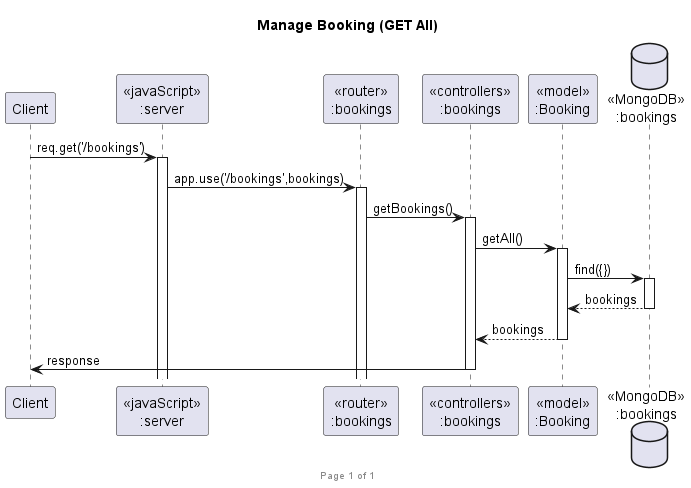 Manage Booking (GET All)
Client
«javaScript»
:server
«router»
:bookings
«controllers»
:bookings
«model»
:Booking
«MongoDB»
:bookings
req.get('/bookings')
app.use('/bookings',bookings)
getBookings()
getAll()
find({})
bookings
bookings
response
Client
«javaScript»
:server
«router»
:bookings
«controllers»
:bookings
«model»
:Booking
«MongoDB»
:bookings
Page 1 of 1